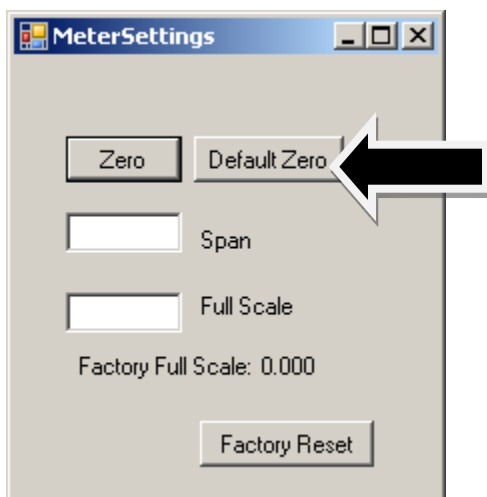 MeterSettings
Zero Default Zero
Span
Full Scale
Factory Full Scale: 0.000
Factory Reset